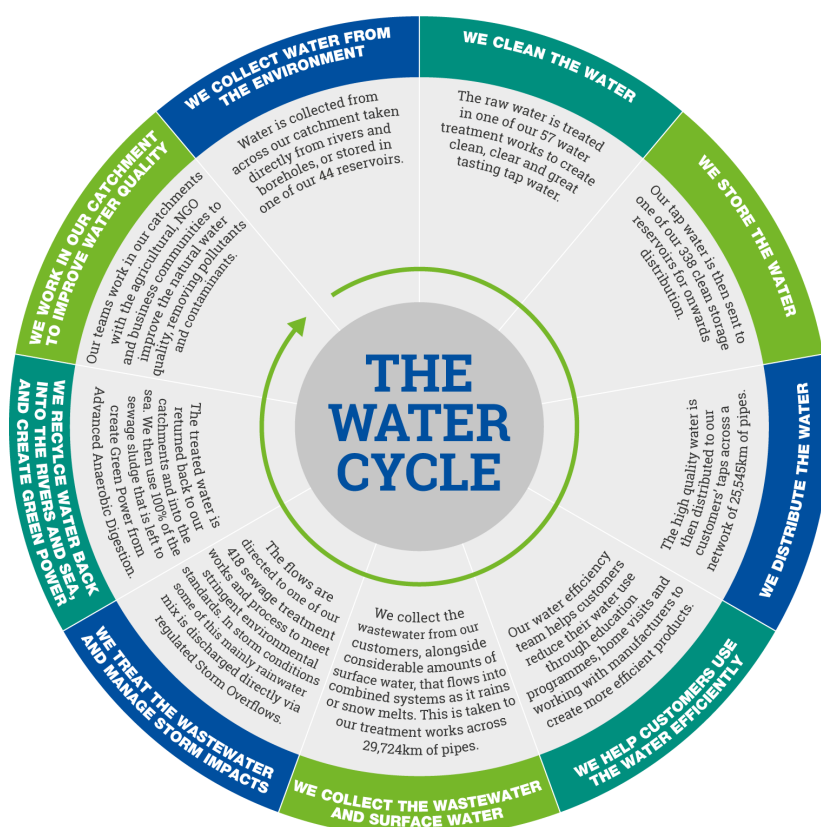 THE
WATER
CYCLE
WE COLLECT WATER FROM
THE ENVIRONMENT
Water is collected from
across our catchment taken
directly from rivers and
boreholes, or stored in
one of our 44 reservoirs.
WE CLEAN THE WATER
The raw water is treated
in one of our 57 water
treatment works to create
clean, clear and great
tasting tap water.
WE STORE THE WATER
Our tap water is then sent to
one of our 338 clean storage
reservoirs for onwards
distribution.
WE DISTRIBUTE THE WATER
The high quality water is
then distributed to our
customers' taps across a
network of 25,545km of pipes.
WE HELP CUSTOMERS USE
THE WATER EFFICIENTLY
Our water efficiency
team helps customers
reduce their water use
through education
programmes, home visits and
working with manufacturers to
create more efficient products.
WE COLLECT THE WASTEWATER
AND SURFACE WATER
We collect the
wastewater from our
customers, alongside
considerable amounts of
surface water, that flows into
combined systems as it rains
or snow melts. This is taken to
our treatment works across
29,724km of pipes.
WE TREAT THE WASTEWATER
AND MANAGE STORM IMPACTS
The flows are
directed to one of our
418 sewage treatment
works and process to meet
stringent environmental
standards. In storm conditions
some of this mainly rainwater
mix is discharged directly via
regulated Storm Overflows.
WE RECYLCE WATER BACK
INTO THE RIVERS AND SEA,
AND CREATE GREEN POWER
The treated water is
returned back to our
catchments and into the
sea. We then use 100% of the
sewage sludge that is left to
create Green Power from
Advanced Anaerobic Digestion.
WE WORK IN OUR CATCHMENT
TO IMPROVE WATER QUALITY
Our teams work in our catchments
with the agricultural, NGO
and business communities to
improve the natural water
quality, removing pollutants
and contaminants.